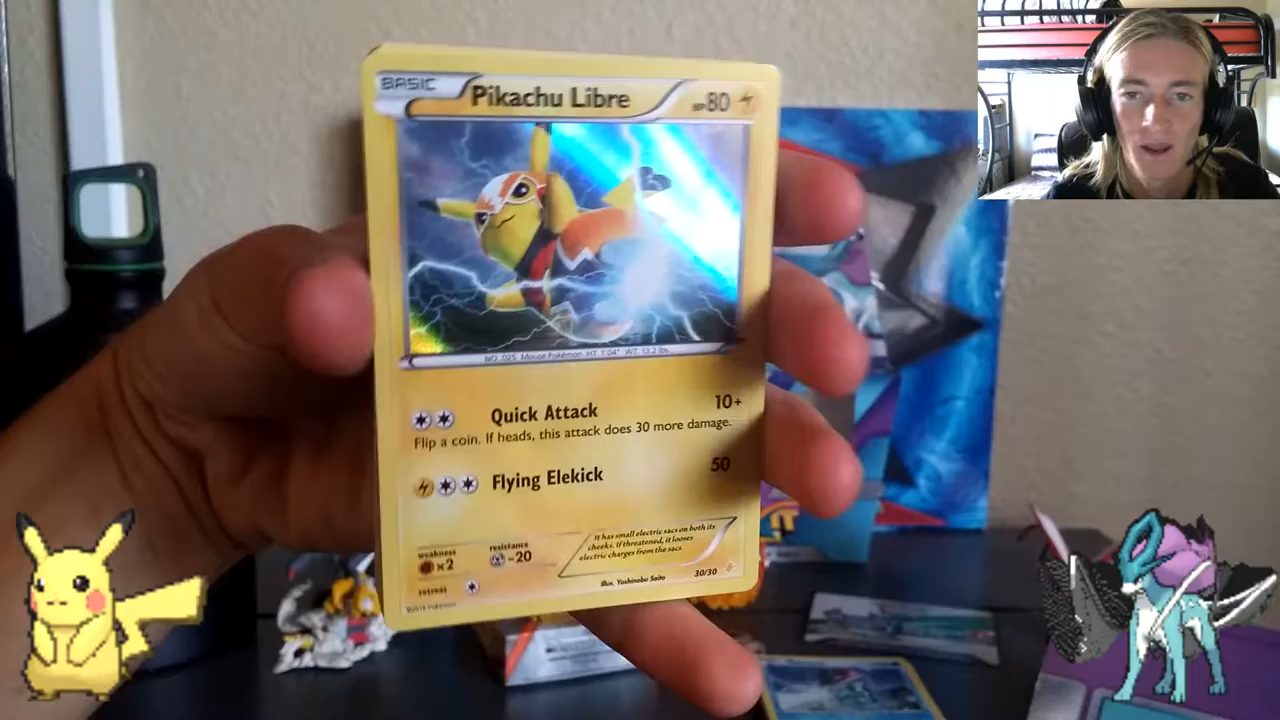 BASIC
Pikachu Libre
HP80
NO. 025 Mouse Pokémon HT: 1'04" WT: 13.2 lbs.
Quick Attack 10+
Flip a coin. If heads, this attack does 30 more damage.
Flying Elekick 50
It has small electric sacs on both its
cheeks. If threatened, it looses
electric charges from the sacs.
weakness
×2
resistance
-20
retreat
Illus. Yoshinobu Saito
30/30
©2016 Pokémon